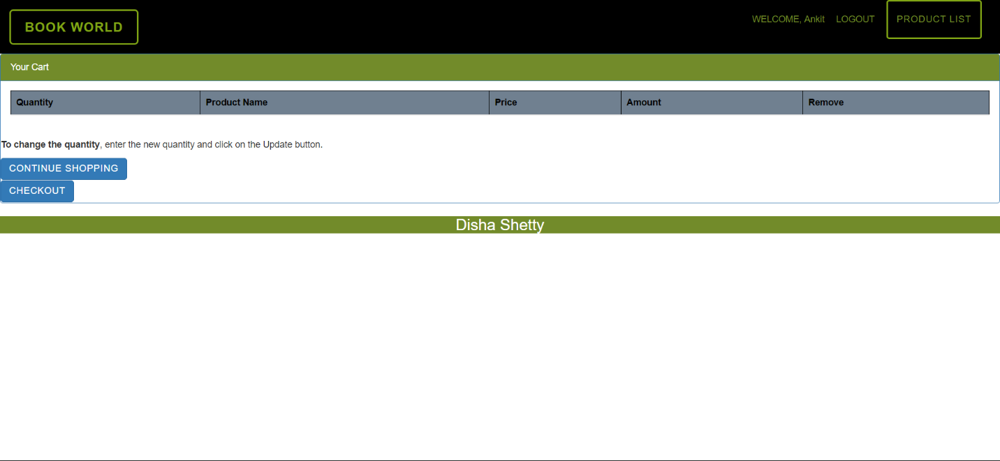 BOOK WORLD
WELCOME, Ankit LOGOUT PRODUCT LIST
Your Cart
Quantity Product Name Price Amount Remove
To change the quantity, enter the new quantity and click on the Update button.
CONTINUE SHOPPING
CHECKOUT
Disha Shetty